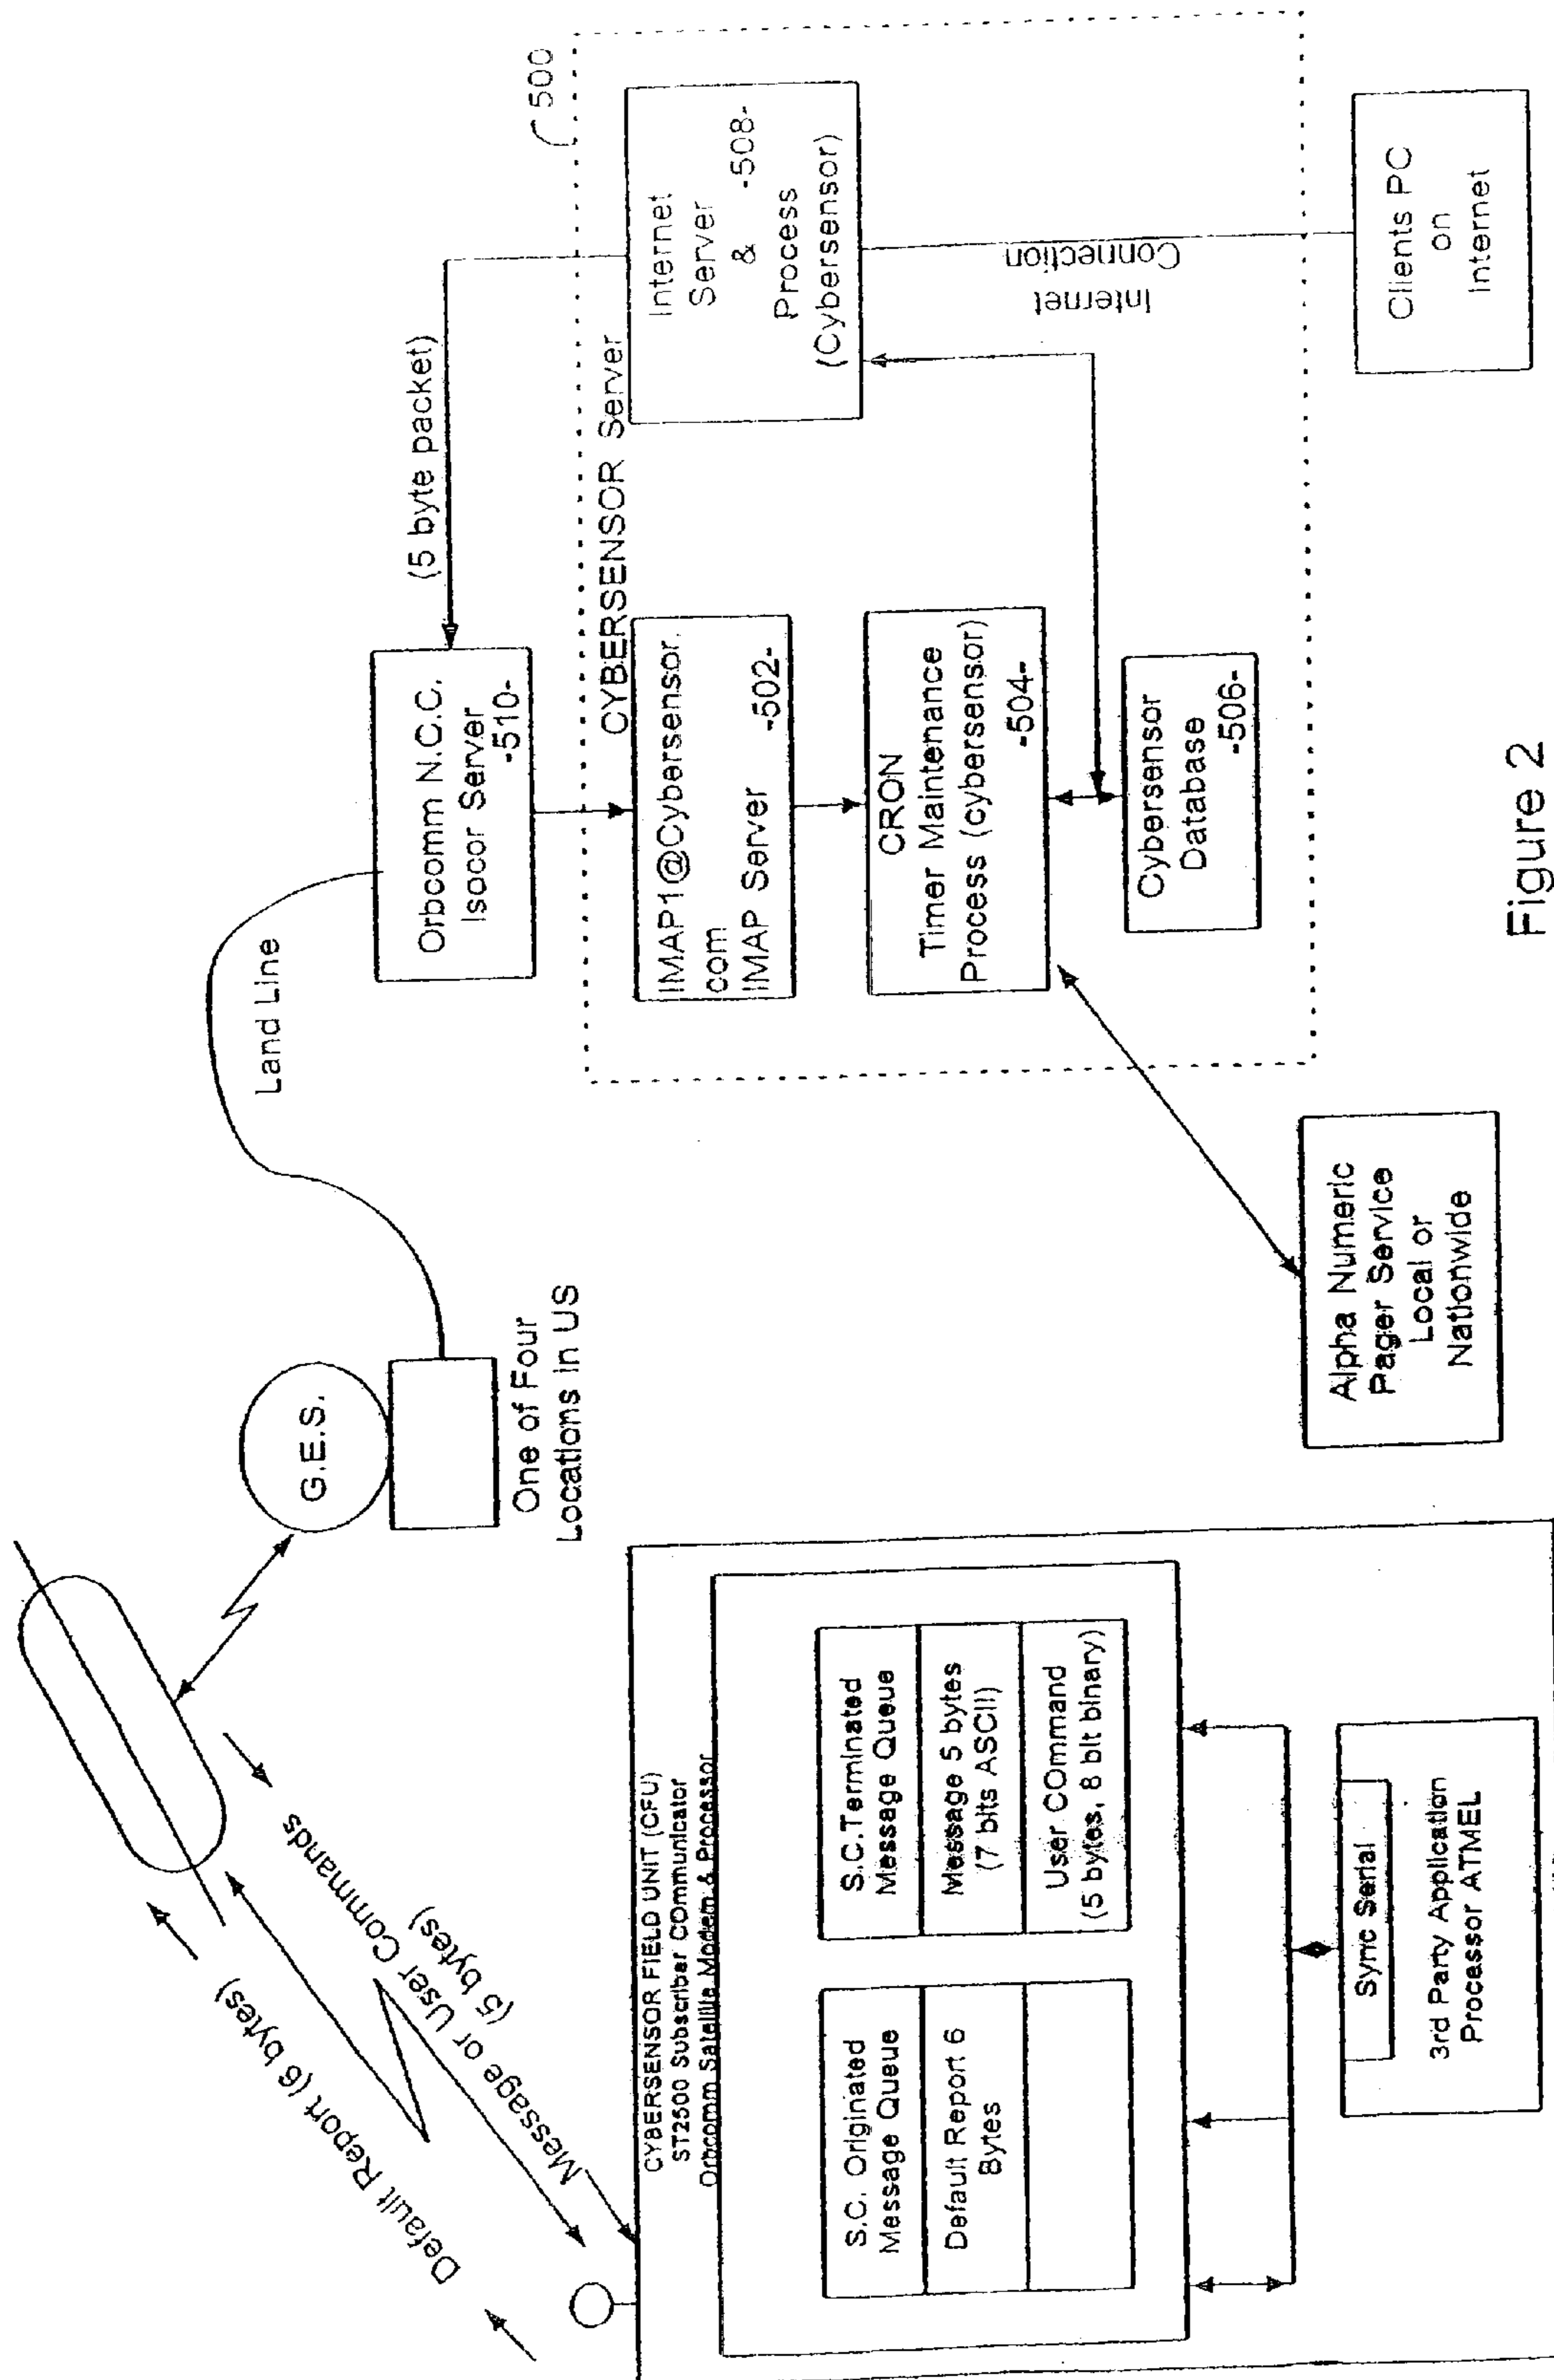 Default Report (6 bytes)
Message or User Commands
(5 bytes)
G.E.S.
One of Four
Locations in US
Land Line
Orbcomm N.C.C.
Isocor Server
-510-
(5 byte packet)
500
CYBERSENSOR Server
IMAP1@Cybersensor.
com
IMAP Server -502-
CRON
Timer Maintenance
Process (cybersensor)
-504-
Cybersensor
Database
-506-
Internet
Server
& -508-
Process
(Cybersensor)
Internet
Connection
Clients PC
on
Internet
Alpha Numeric
Pager Service
Local or
Nationwide
CYBERSENSOR FIELD UNIT (CFU)
ST2500 Subscriber COmmunicator
Orbcomm Satellite Modem & Processor
S.C. Originated
Message Queue
Default Report 6
Bytes
S.C.Terminated
Message Queue
Message 5 bytes
(7 bits ASCII)
User COmmand
(5 bytes, 8 bit binary)
Sync Serial
3rd Party Application
Processor ATMEL
Figure 2